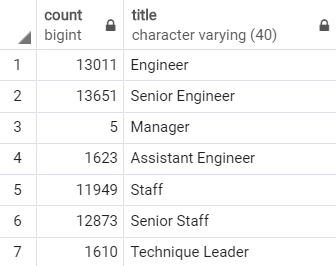 count title
bigint character varying (40)
1 13011 Engineer
2 13651 Senior Engineer
3 5 Manager
4 1623 Assistant Engineer
5 11949 Staff
6 12873 Senior Staff
7 1610 Technique Leader